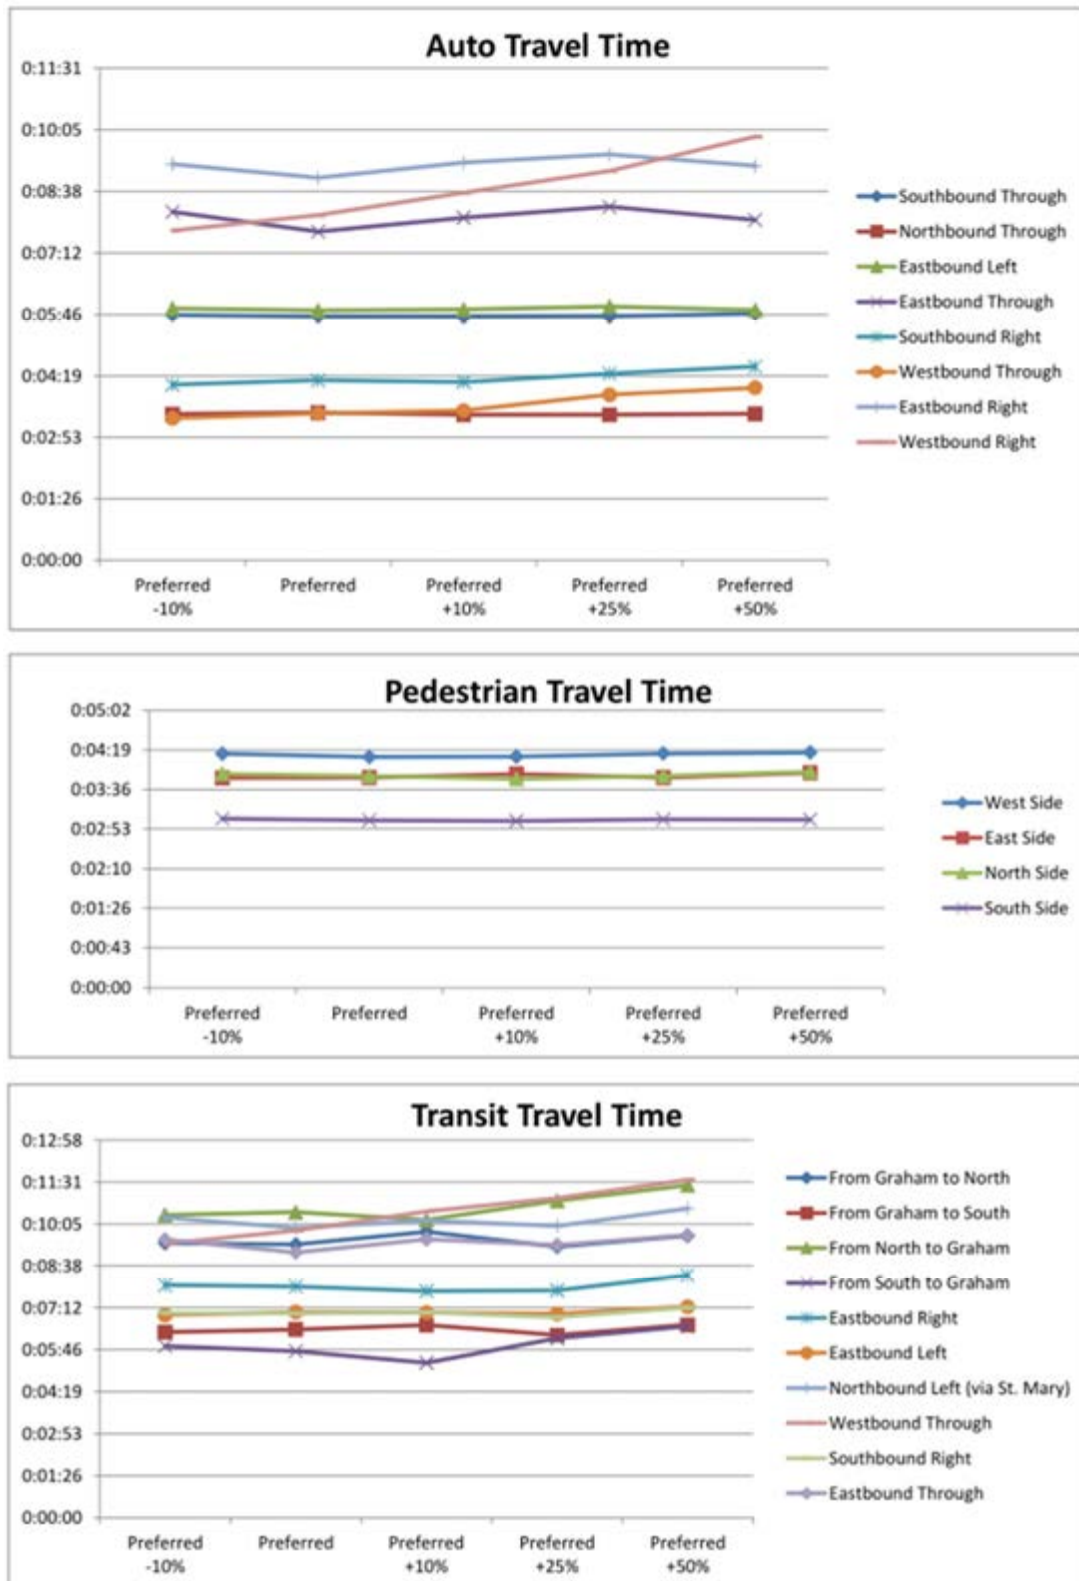 Auto Travel Time
0:11:31
0:10:05
0:08:38
0:07:12
0:05:46
0:04:19
0:02:53
0:01:26
0:00:00
Preferred
-10%
Preferred
Preferred
+10%
Preferred
+25%
Preferred
+50%
Southbound Through
Northbound Through
Eastbound Left
Eastbound Through
Southbound Right
Westbound Through
Eastbound Right
Westbound Right
Pedestrian Travel Time
0:05:02
0:04:19
0:03:36
0:02:53
0:02:10
0:01:26
0:00:43
0:00:00
Preferred
-10%
Preferred
Preferred
+10%
Preferred
+25%
Preferred
+50%
West Side
East Side
North Side
South Side
Transit Travel Time
0:12:58
0:11:31
0:10:05
0:08:38
0:07:12
0:05:46
0:04:19
0:02:53
0:01:26
0:00:00
Preferred
-10%
Preferred
Preferred
+10%
Preferred
+25%
Preferred
+50%
From Graham to North
From Graham to South
From North to Graham
From South to Graham
Eastbound Right
Eastbound Left
Northbound Left (via St. Mary)
Westbound Through
Southbound Right
Eastbound Through